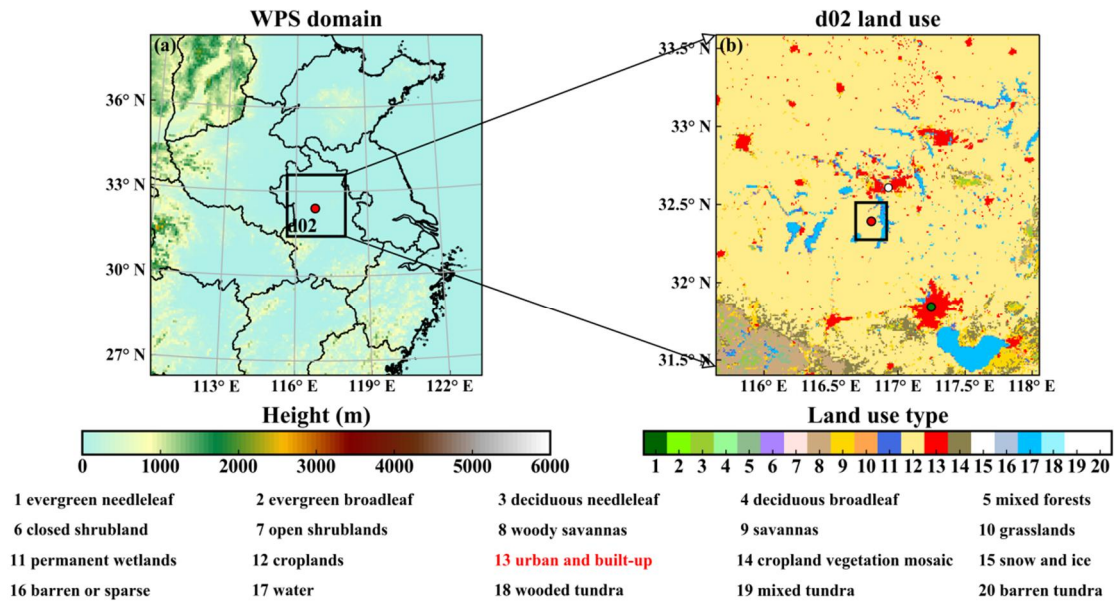 WPS domain
d02 land use
(a)
36° N
33° N
30° N
27° N
d02
113° E 116° E 119° E 122° E
(b)
33.5° N
33° N
32.5° N
32° N
31.5° N
116° E 116.5° E 117° E 117.5° E 118° E
Height (m)
0 1000 2000 3000 4000 5000 6000
Land use type
1 2 3 4 5 6 7 8 9 10 11 12 13 14 15 16 17 18 19 20
1 evergreen needleleaf 2 evergreen broadleaf 3 deciduous needleleaf 4 deciduous broadleaf 5 mixed forests
6 closed shrubland 7 open shrublands 8 woody savannas 9 savannas 10 grasslands
11 permanent wetlands 12 croplands 13 urban and built-up 14 cropland vegetation mosaic 15 snow and ice
16 barren or sparse 17 water 18 wooded tundra 19 mixed tundra 20 barren tundra